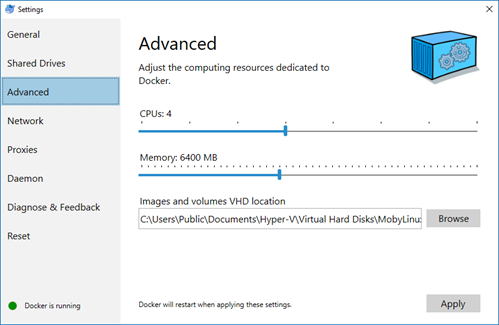 Settings
General
Shared Drives
Advanced
Network
Proxies
Daemon
Diagnose & Feedback
Reset
Docker is running
Advanced
Adjust the computing resources dedicated to
Docker.
CPUs: 4
Memory: 6400 MB
Images and volumes VHD location
C:\Users\Public\Documents\Hyper-V\Virtual Hard Disks\MobyLinux
Browse
Docker will restart when applying these settings.
Apply